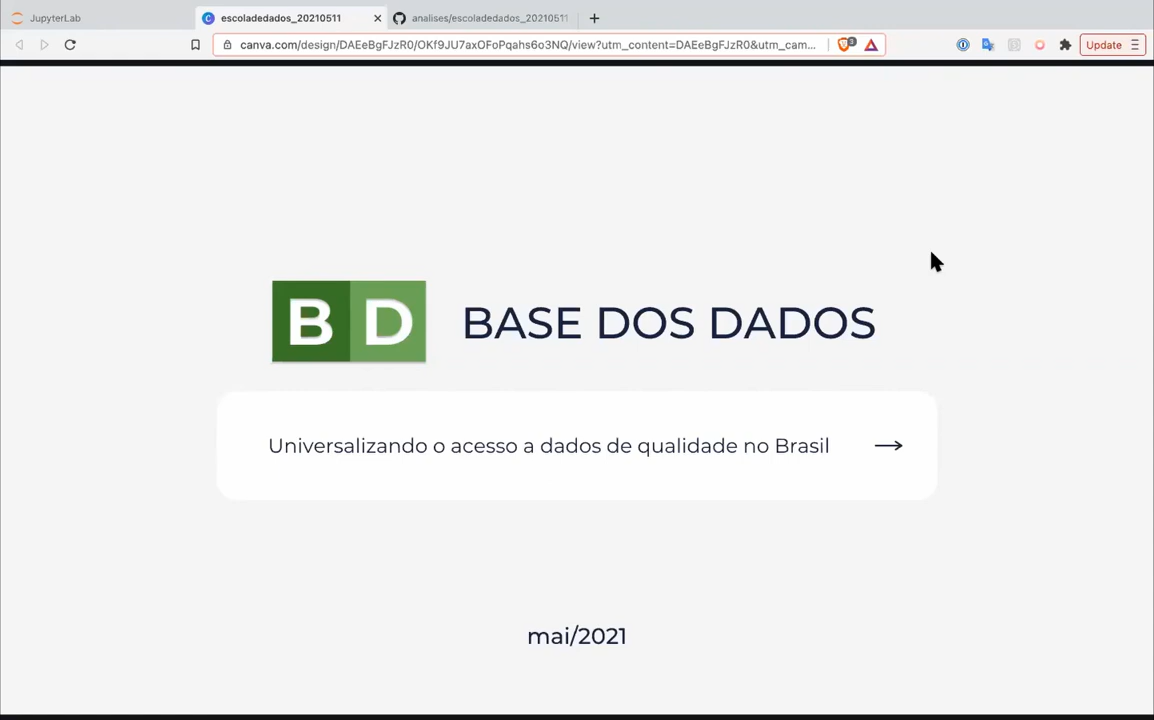 JupyterLab
escoladedados_20210511
analises/escoladedados_20210511
canva.com/design/DAEeBgFJzR0/OKf9JU7axOFoPqahs6o3NQ/view?utm_content=DAEeBgFJzR0&utm_cam...
3
Update
BD
BASE DOS DADOS
Universalizando o acesso a dados de qualidade no Brasil
mai/2021